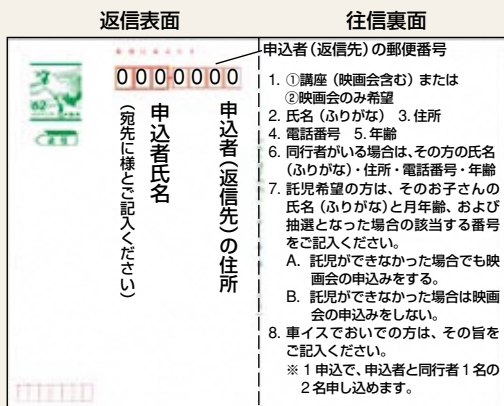 返信表面
往信裏面
申込者(返信先)の郵便番号
000 0000
62
申込者(返信先)の住所
申込者氏名
(宛先に様とご記入ください)
1. ①講座(映画会含む)または
②映画会のみ希望
2. 氏名(ふりがな) 3. 住所
4. 電話番号 5. 年齢
6. 同行者がいる場合は、その方の氏名
(ふりがな)・住所・電話番号・年齢
7. 託児希望の方は、そのお子さんの
氏名(ふりがな)と月年齢、および
抽選となった場合の該当する番号
をご記入ください。
A. 託児ができなかった場合でも映
画会の申込みをする。
B. 託児ができなかった場合は映画
会の申込みをしない。
8. 車イスでおいでの方は、その旨を
ご記入ください。
※ 1 申込で、申込者と同行者 1 名の
2 名申し込めます。